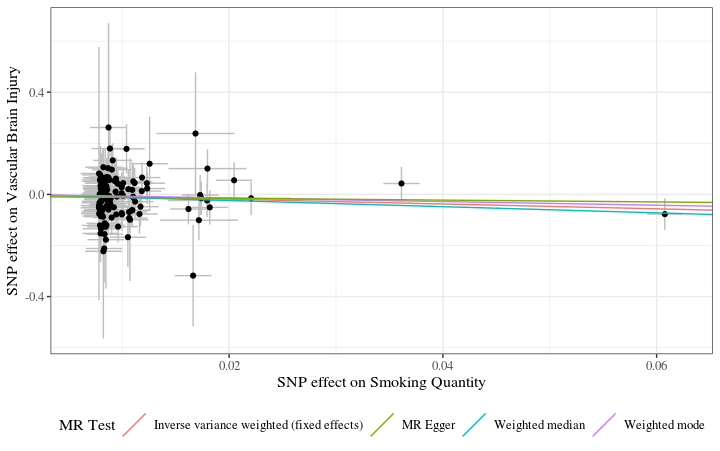 SNP effect on Vascular Brain Injury
0.4
0.0
-0.4
0.02
0.04
0.06
SNP effect on Smoking Quantity
MR Test
Inverse variance weighted (fixed effects)
MR Egger
Weighted median
Weighted mode